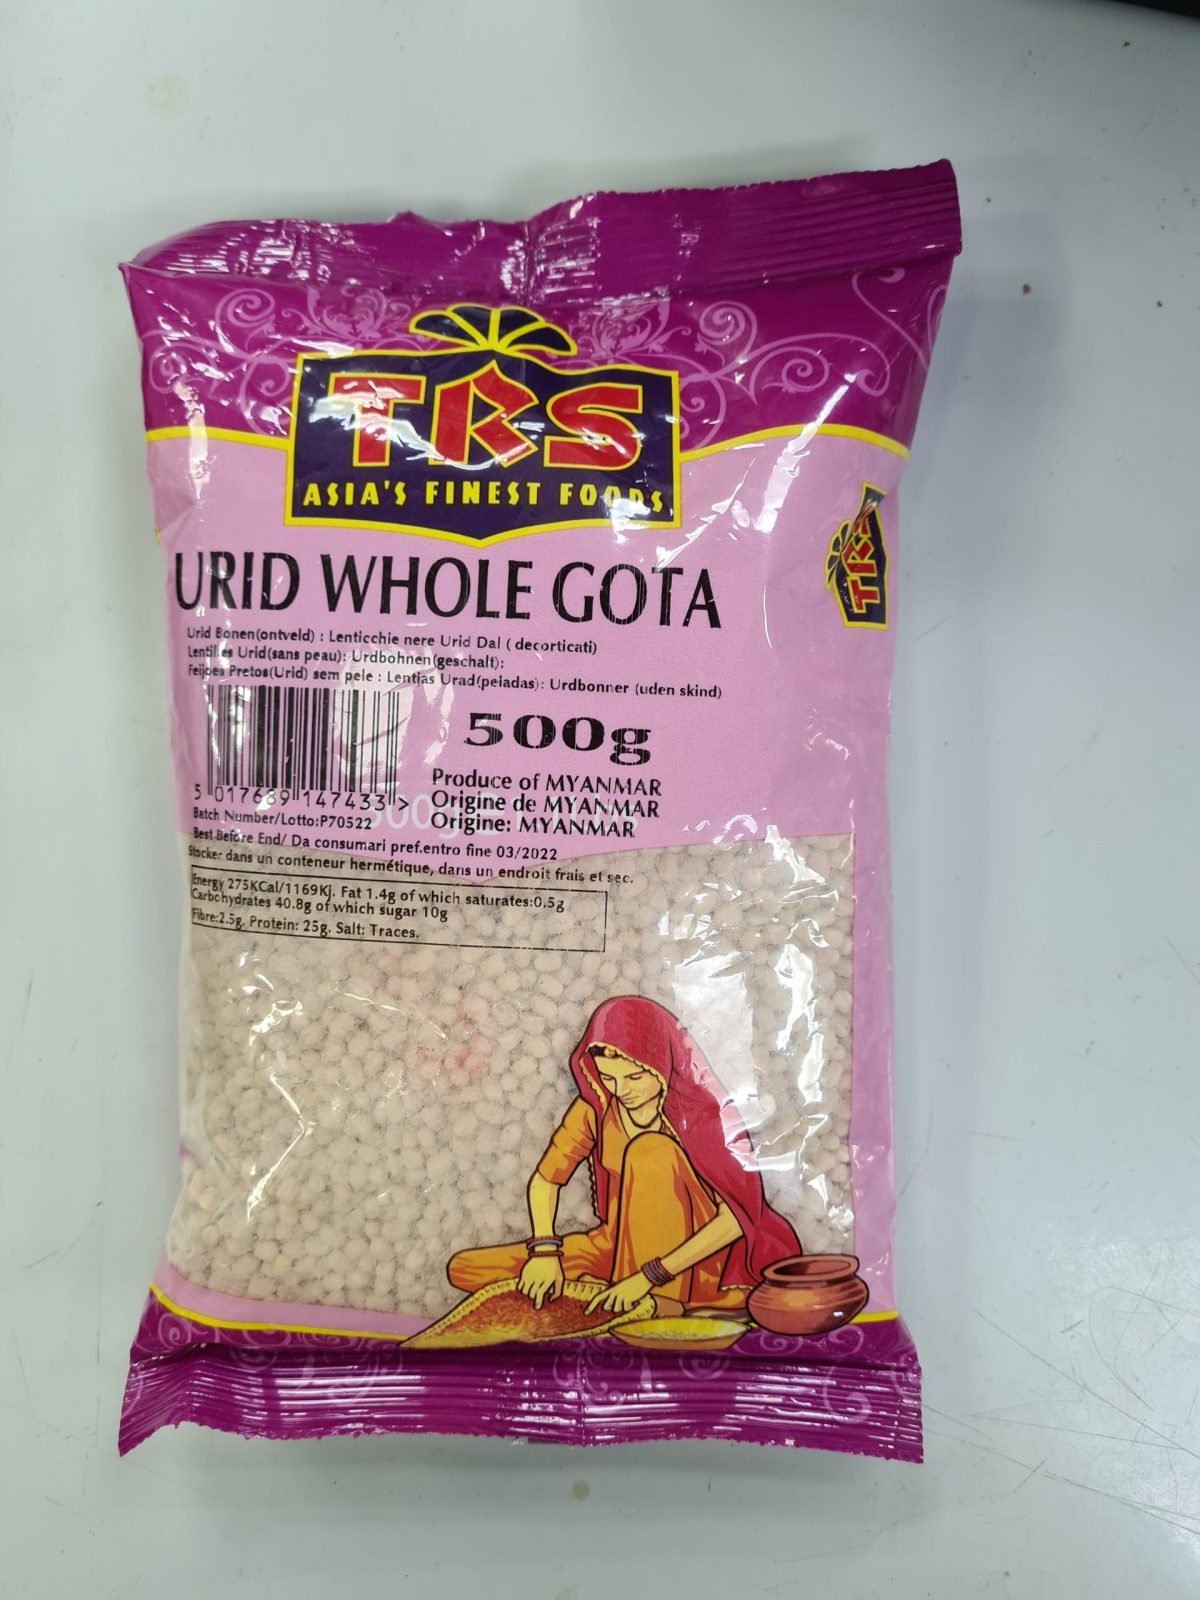 TRS
ASIA'S FINEST FOODS
TRS
URID WHOLE GOTA
Urid Bonen(ontveld) : Lenticchie nere Urid Dal ( decorticati)
Lentilles Urid(sans peau): Urdbohnen(geschalt):
Feijoes Pretos(Urid) sem pele : Lentjas Urad(peladas): Urdbonner (uden skind)
500g
5 017689 147433 >
Produce of MYANMAR
Origine de MYANMAR
Origine: MYANMAR
Batch Number/Lotto:P70522
Best Before End/ Da consumari pref.entro fine 03/2022
Stocker dans un conteneur hermétique, dans un endroit frais et sec.
Energy 275KCal/1169Kj. Fat 1.4g of which saturates:0.5g
Carbohydrates 40.8g of which sugar 10g
Fibre:2.5g. Protein: 25g. Salt: Traces.